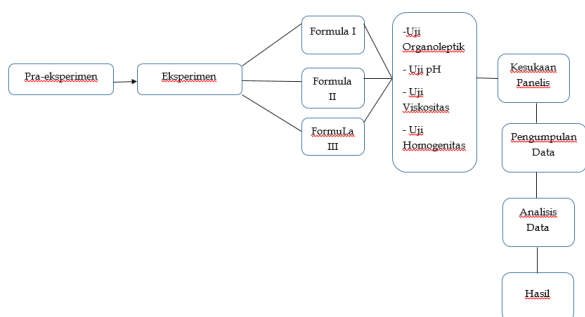 Pra-eksperimen
Eksperimen
Formula I
Formula
II
FormuLa
III
-Uji
Organoleptik
- Uji pH
- Uji
Viskositas
- Uji
Homogenitas
Kesukaan
Panelis
Pengumpulan
Data
Analisis
Data
Hasil